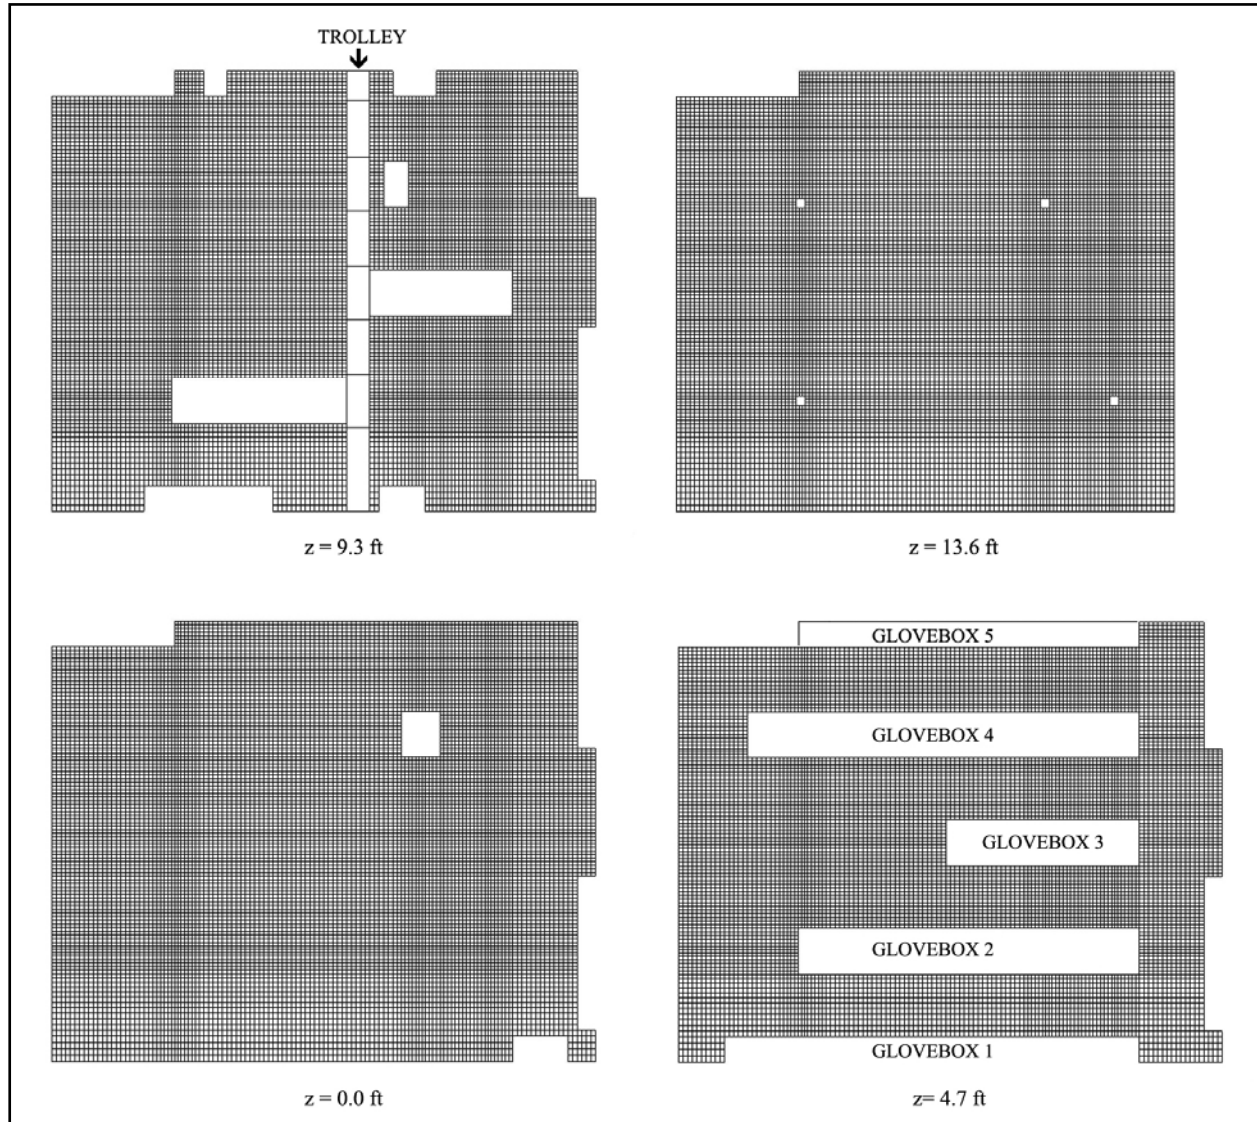 TROLLEY
z = 9.3 ft
z = 13.6 ft
GLOVEBOX 5
GLOVEBOX 4
GLOVEBOX 3
GLOVEBOX 2
GLOVEBOX 1
z = 0.0 ft
z= 4.7 ft